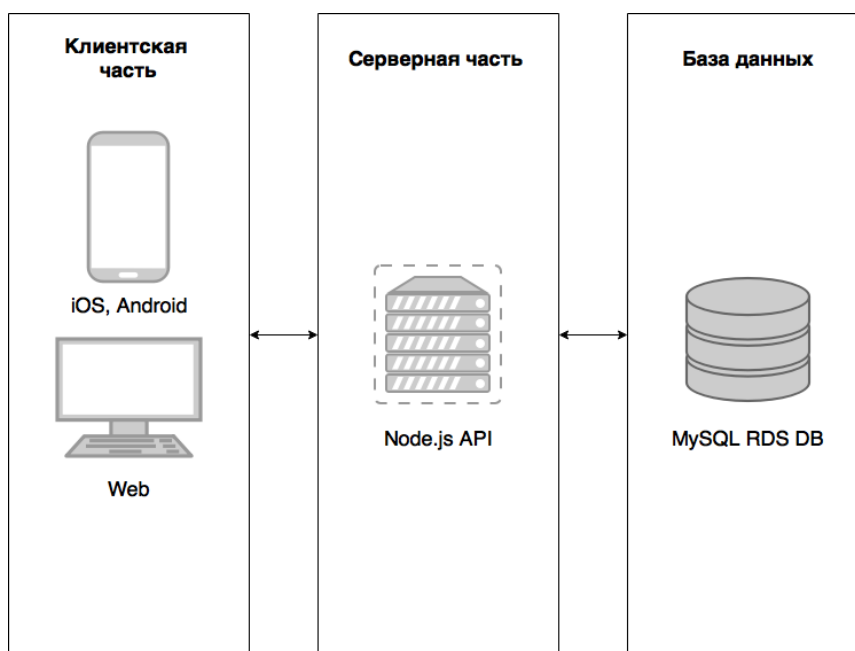 Клиентская
часть
iOS, Android
Web
Серверная часть
Node.js API
База данных
MySQL RDS DB